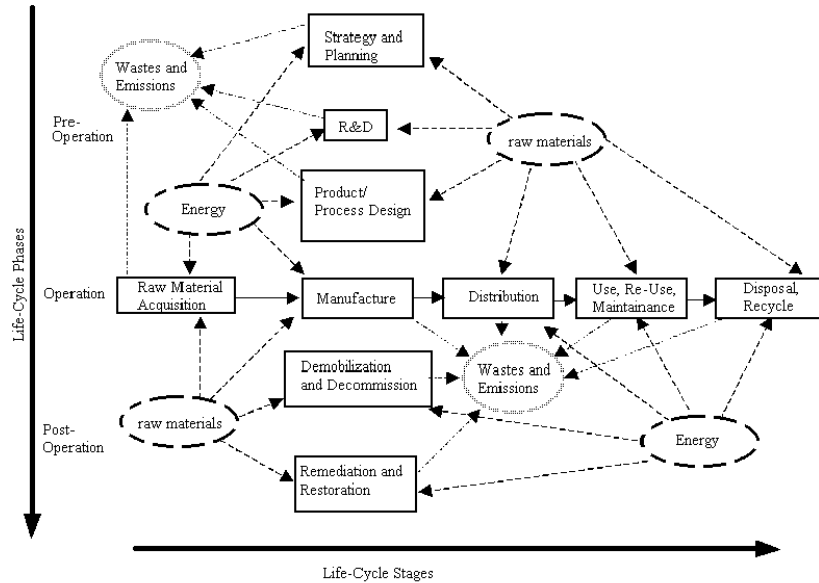 Strategy and
Planning
Wastes and
Emissions
Pre-
Operation
R&D
raw materials
Product/
Process Design
Energy
Life-Cycle Phases
Operation
Raw Material
Acquisition
Manufacture
Distribution
Use, Re-Use,
Maintainance
Disposal,
Recycle
Demobilization
and Decommission
Wastes and
Emissions
raw materials
Post-
Operation
Energy
Remediation and
Restoration
Life-Cycle Stages